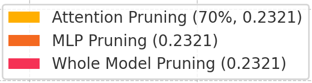 Attention Pruning (70%, 0.2321)
MLP Pruning (0.2321)
Whole Model Pruning (0.2321)